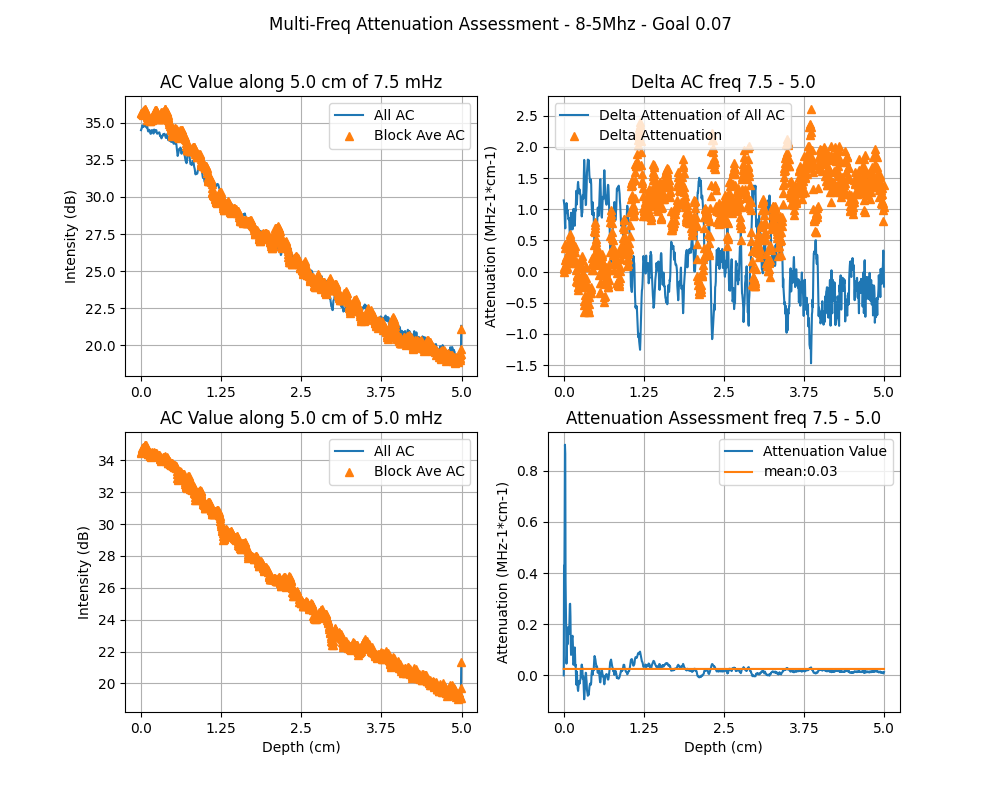 Multi-Freq Attenuation Assessment - 8-5Mhz - Goal 0.07
AC Value along 5.0 cm of 7.5 mHz
All AC
Block Ave AC
Intensity (dB)
35.0
32.5
30.0
27.5
25.0
22.5
20.0
0.0 1.25 2.5 3.75 5.0
Delta AC freq 7.5 - 5.0
Delta Attenuation of All AC
Delta Attenuation
Attenuation (MHz-1*cm-1)
2.5
2.0
1.5
1.0
0.5
0.0
−0.5
−1.0
−1.5
0.0 1.25 2.5 3.75 5.0
AC Value along 5.0 cm of 5.0 mHz
All AC
Block Ave AC
Intensity (dB)
34
32
30
28
26
24
22
20
0.0 1.25 2.5 3.75 5.0
Depth (cm)
Attenuation Assessment freq 7.5 - 5.0
Attenuation Value
mean:0.03
Attenuation (MHz-1*cm-1)
0.8
0.6
0.4
0.2
0.0
0.0 1.25 2.5 3.75 5.0
Depth (cm)